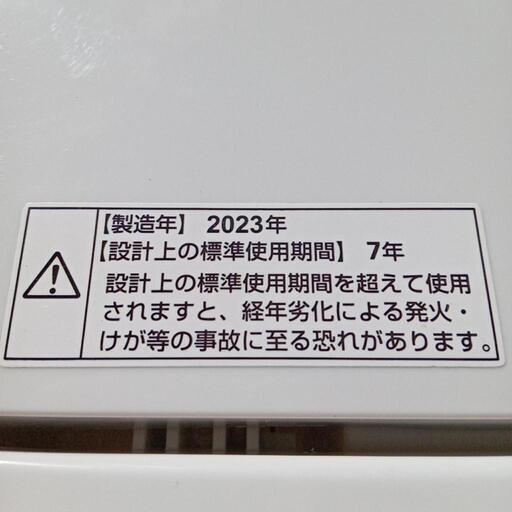 【製造年】 2023年
【設計上の標準使用期間】 7年
設計上の標準使用期間を超えて使用
されますと、経年劣化による発火・
けが等の事故に至る恐れがあります。